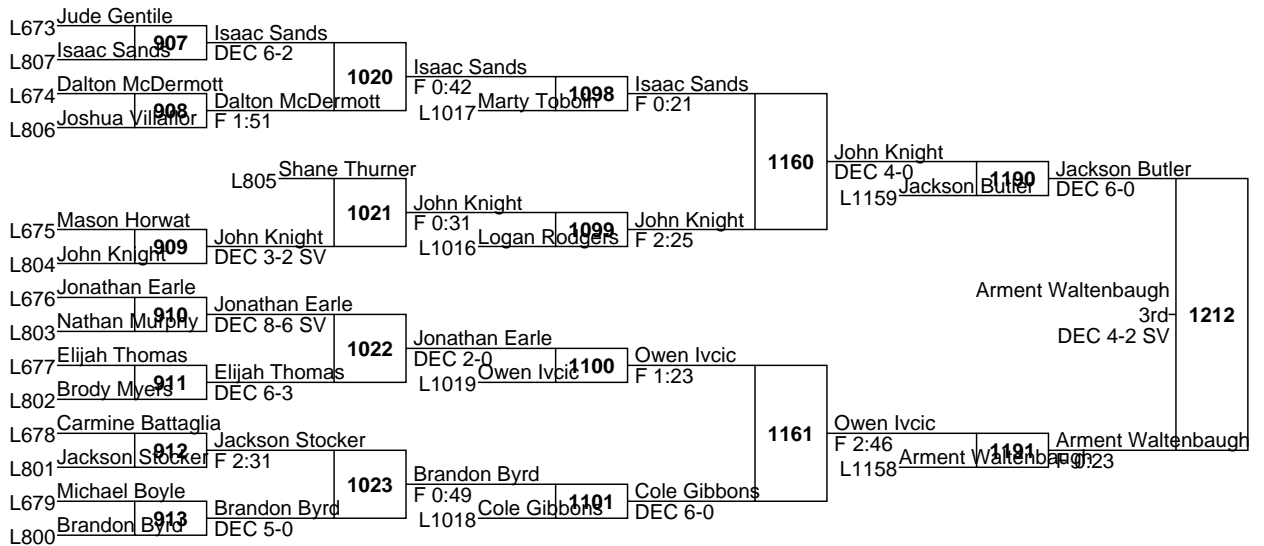 L673 Jude Gentile
907 Isaac Sands
L807 Isaac Sands
DEC 6-2
1020 Isaac Sands
F 0:42
L674 Dalton McDermott
908 Dalton McDermott
L806 Joshua Villaflor
F 1:51
L1017 Marty Toboin
1098 Isaac Sands
F 0:21
1160 John Knight
DEC 4-0
L805 Shane Thurner
1021 John Knight
F 0:31
L675 Mason Horwat
909 John Knight
L804 John Knight
DEC 3-2 SV
L1016 Logan Rodgers
1099 John Knight
F 2:25
L1159 Jackson Butler
1190 Jackson Butler
DEC 6-0
L676 Jonathan Earle
910 Jonathan Earle
L803 Nathan Murphy
DEC 8-6 SV
1022 Jonathan Earle
DEC 2-0
L677 Elijah Thomas
911 Elijah Thomas
L802 Brody Myers
DEC 6-3
L1019 Owen Ivcic
1100 Owen Ivcic
F 1:23
Arment Waltenbaugh
3rd
1212
DEC 4-2 SV
L678 Carmine Battaglia
912 Jackson Stocker
L801 Jackson Stocker
F 2:31
1161 Owen Ivcic
F 2:46
1023 Brandon Byrd
F 0:49
L679 Michael Boyle
913 Brandon Byrd
L800 Brandon Byrd
DEC 5-0
L1018 Cole Gibbons
1101 Cole Gibbons
DEC 6-0
L1158 Arment Waltenbaugh
1191 Arment Waltenbaugh
F 0:23